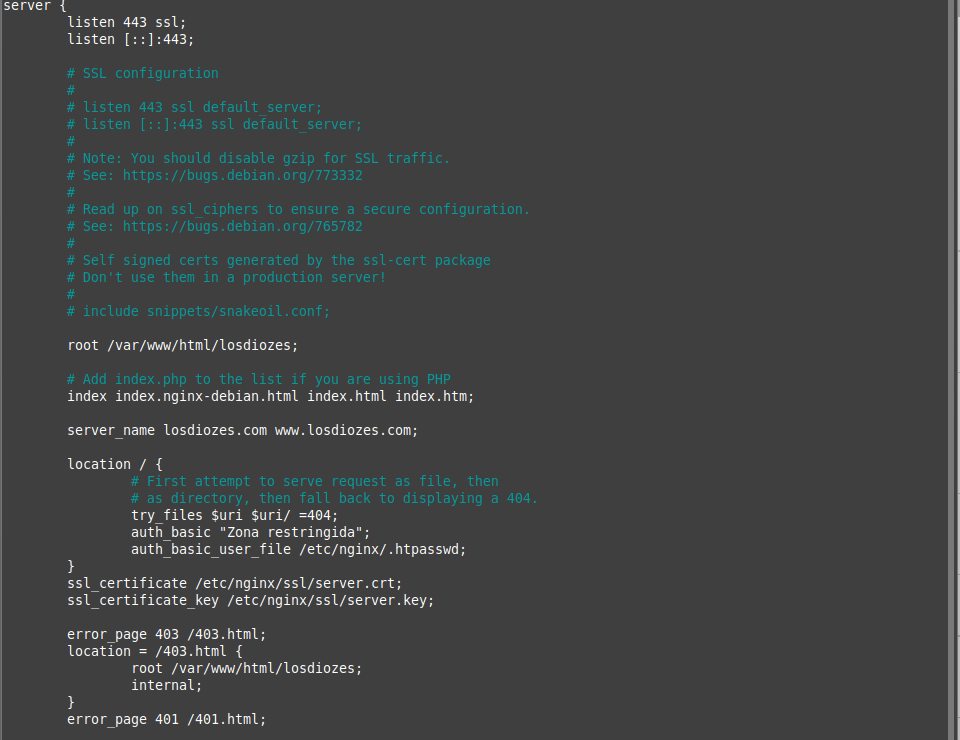 server {
        listen 443 ssl;
        listen [::]:443;

        # SSL configuration
        #
        # listen 443 ssl default_server;
        # listen [::]:443 ssl default_server;
        #
        # Note: You should disable gzip for SSL traffic.
        # See: https://bugs.debian.org/773332
        #
        # Read up on ssl_ciphers to ensure a secure configuration.
        # See: https://bugs.debian.org/765782
        #
        # Self signed certs generated by the ssl-cert package
        # Don't use them in a production server!
        #
        # include snippets/snakeoil.conf;

        root /var/www/html/losdiozes;

        # Add index.php to the list if you are using PHP
        index index.nginx-debian.html index.html index.htm;

        server_name losdiozes.com www.losdiozes.com;

        location / {
                # First attempt to serve request as file, then
                # as directory, then fall back to displaying a 404.
                try_files $uri $uri/ =404;
                auth_basic "Zona restringida";
                auth_basic_user_file /etc/nginx/.htpasswd;
        }
        ssl_certificate /etc/nginx/ssl/server.crt;
        ssl_certificate_key /etc/nginx/ssl/server.key;

        error_page 403 /403.html;
        location = /403.html {
                root /var/www/html/losdiozes;
                internal;
        }
        error_page 401 /401.html;